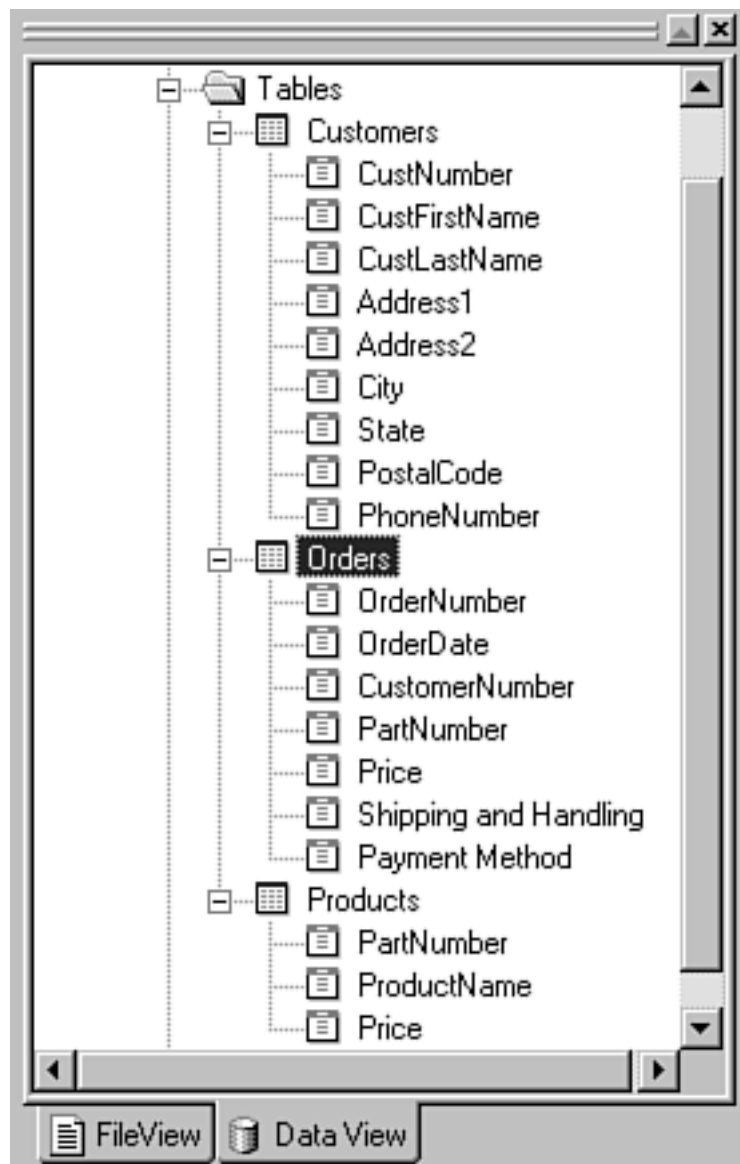 Tables
Customers
CustNumber
CustFirstName
CustLastName
Address1
Address2
City
State
PostalCode
PhoneNumber
Orders
OrderNumber
OrderDate
CustomerNumber
PartNumber
Price
Shipping and Handling
Payment Method
Products
PartNumber
ProductName
Price
FileView Data View